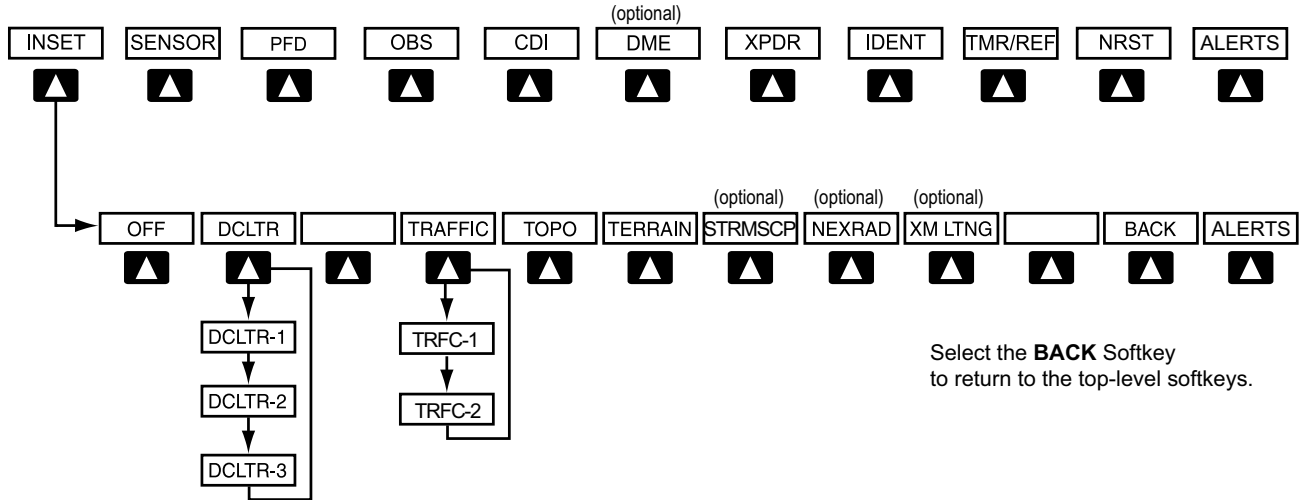 (optional)
INSET SENSOR PFD OBS CDI DME XPDR IDENT TMR/REF NRST ALERTS
(optional) (optional) (optional)
OFF DCLTR TRAFFIC TOPO TERRAIN STRMSCP NEXRAD XM LTNG BACK ALERTS
DCLTR-1 TRFC-1
DCLTR-2 TRFC-2
DCLTR-3
Select the BACK Softkey
to return to the top-level softkeys.